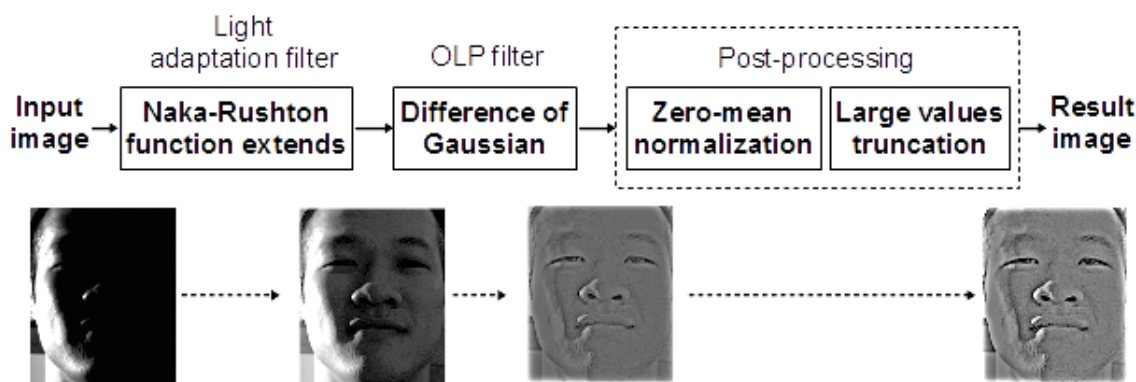 Light
adaptation filter
OLP filter
Post-processing
Input
image
Naka-Rushton
function extends
Difference of
Gaussian
Zero-mean
normalization
Large values
truncation
Result
image